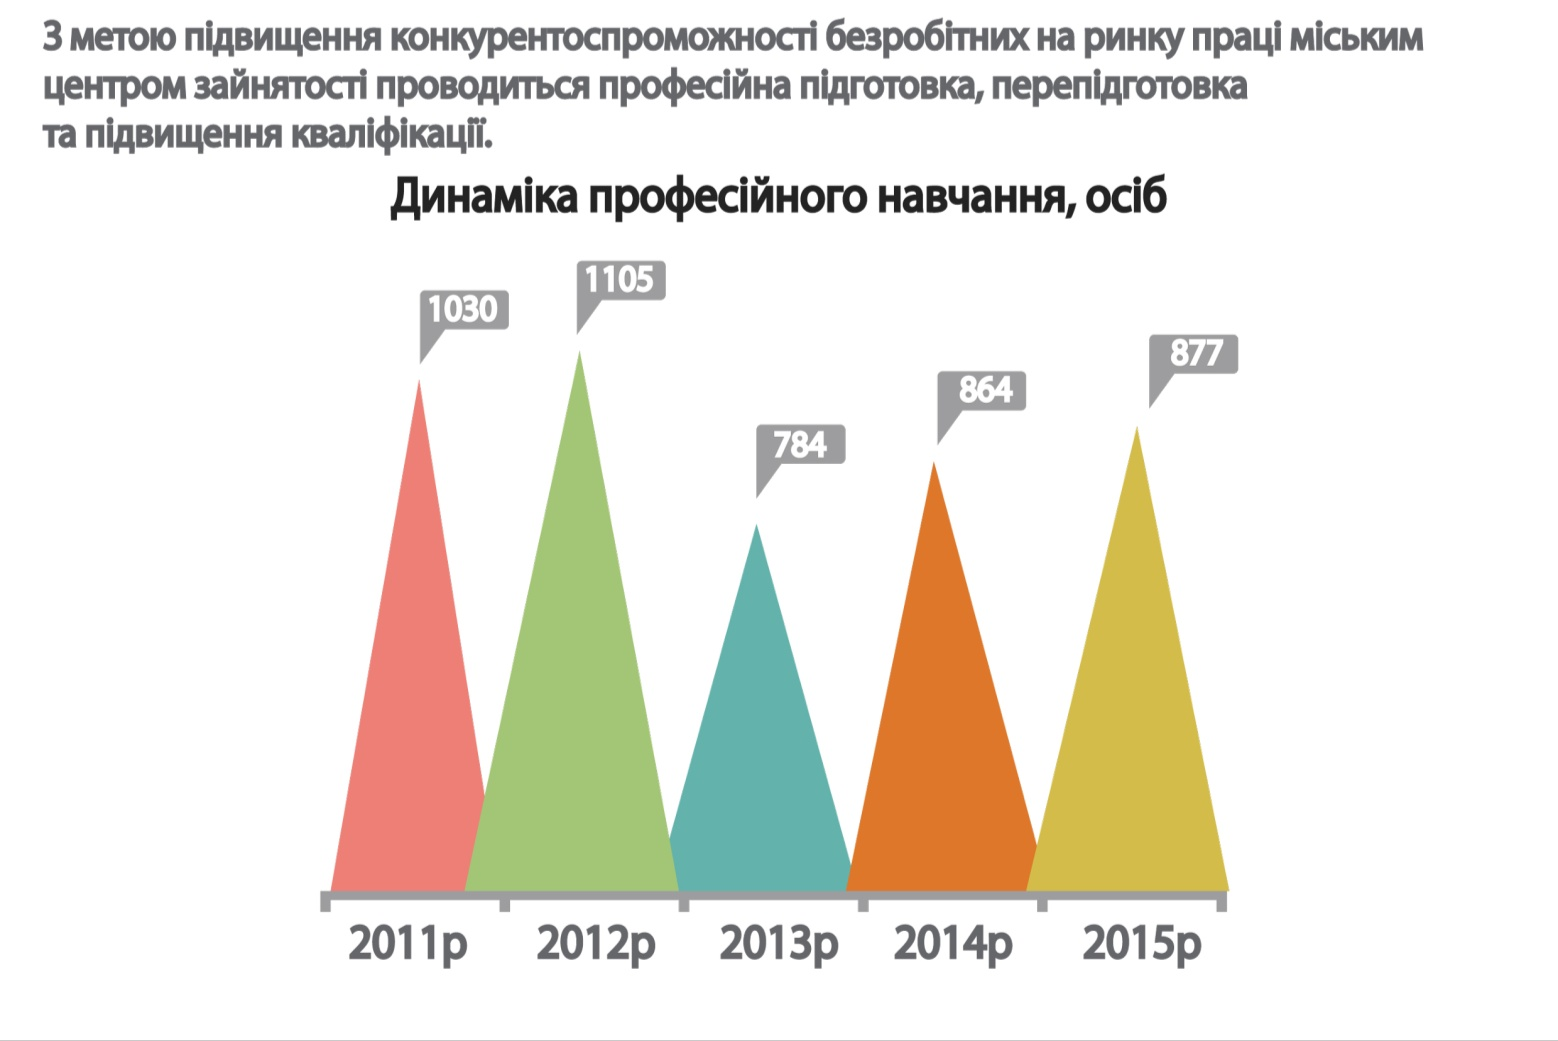 З метою підвищення конкурентоспроможності безробітних на ринку праці міським
центром зайнятості проводиться професійна підготовка, перепідготовка
та підвищення кваліфікації.
Динаміка професійного навчання, осіб
1030
1105
784
864
877
2011р
2012р
2013р
2014р
2015р